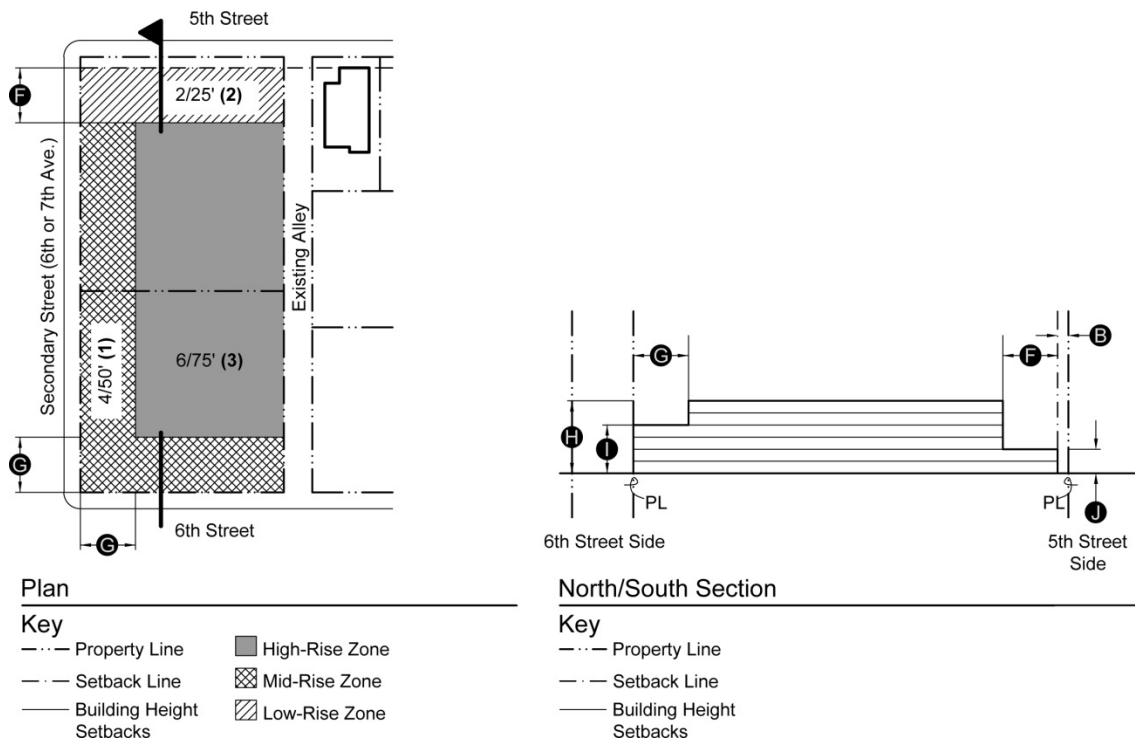 5th Street
F
2/25' (2)
Secondary Street (6th or 7th Ave.)
Existing Alley
4/50' (1)
6/75' (3)
G
G
6th Street
Plan
Key
Property Line
Setback Line
Building Height
Setbacks
High-Rise Zone
Mid-Rise Zone
Low-Rise Zone
B
G
F
H
I
J
PL
PL
6th Street Side
5th Street
Side
North/South Section
Key
Property Line
Setback Line
Building Height
Setbacks